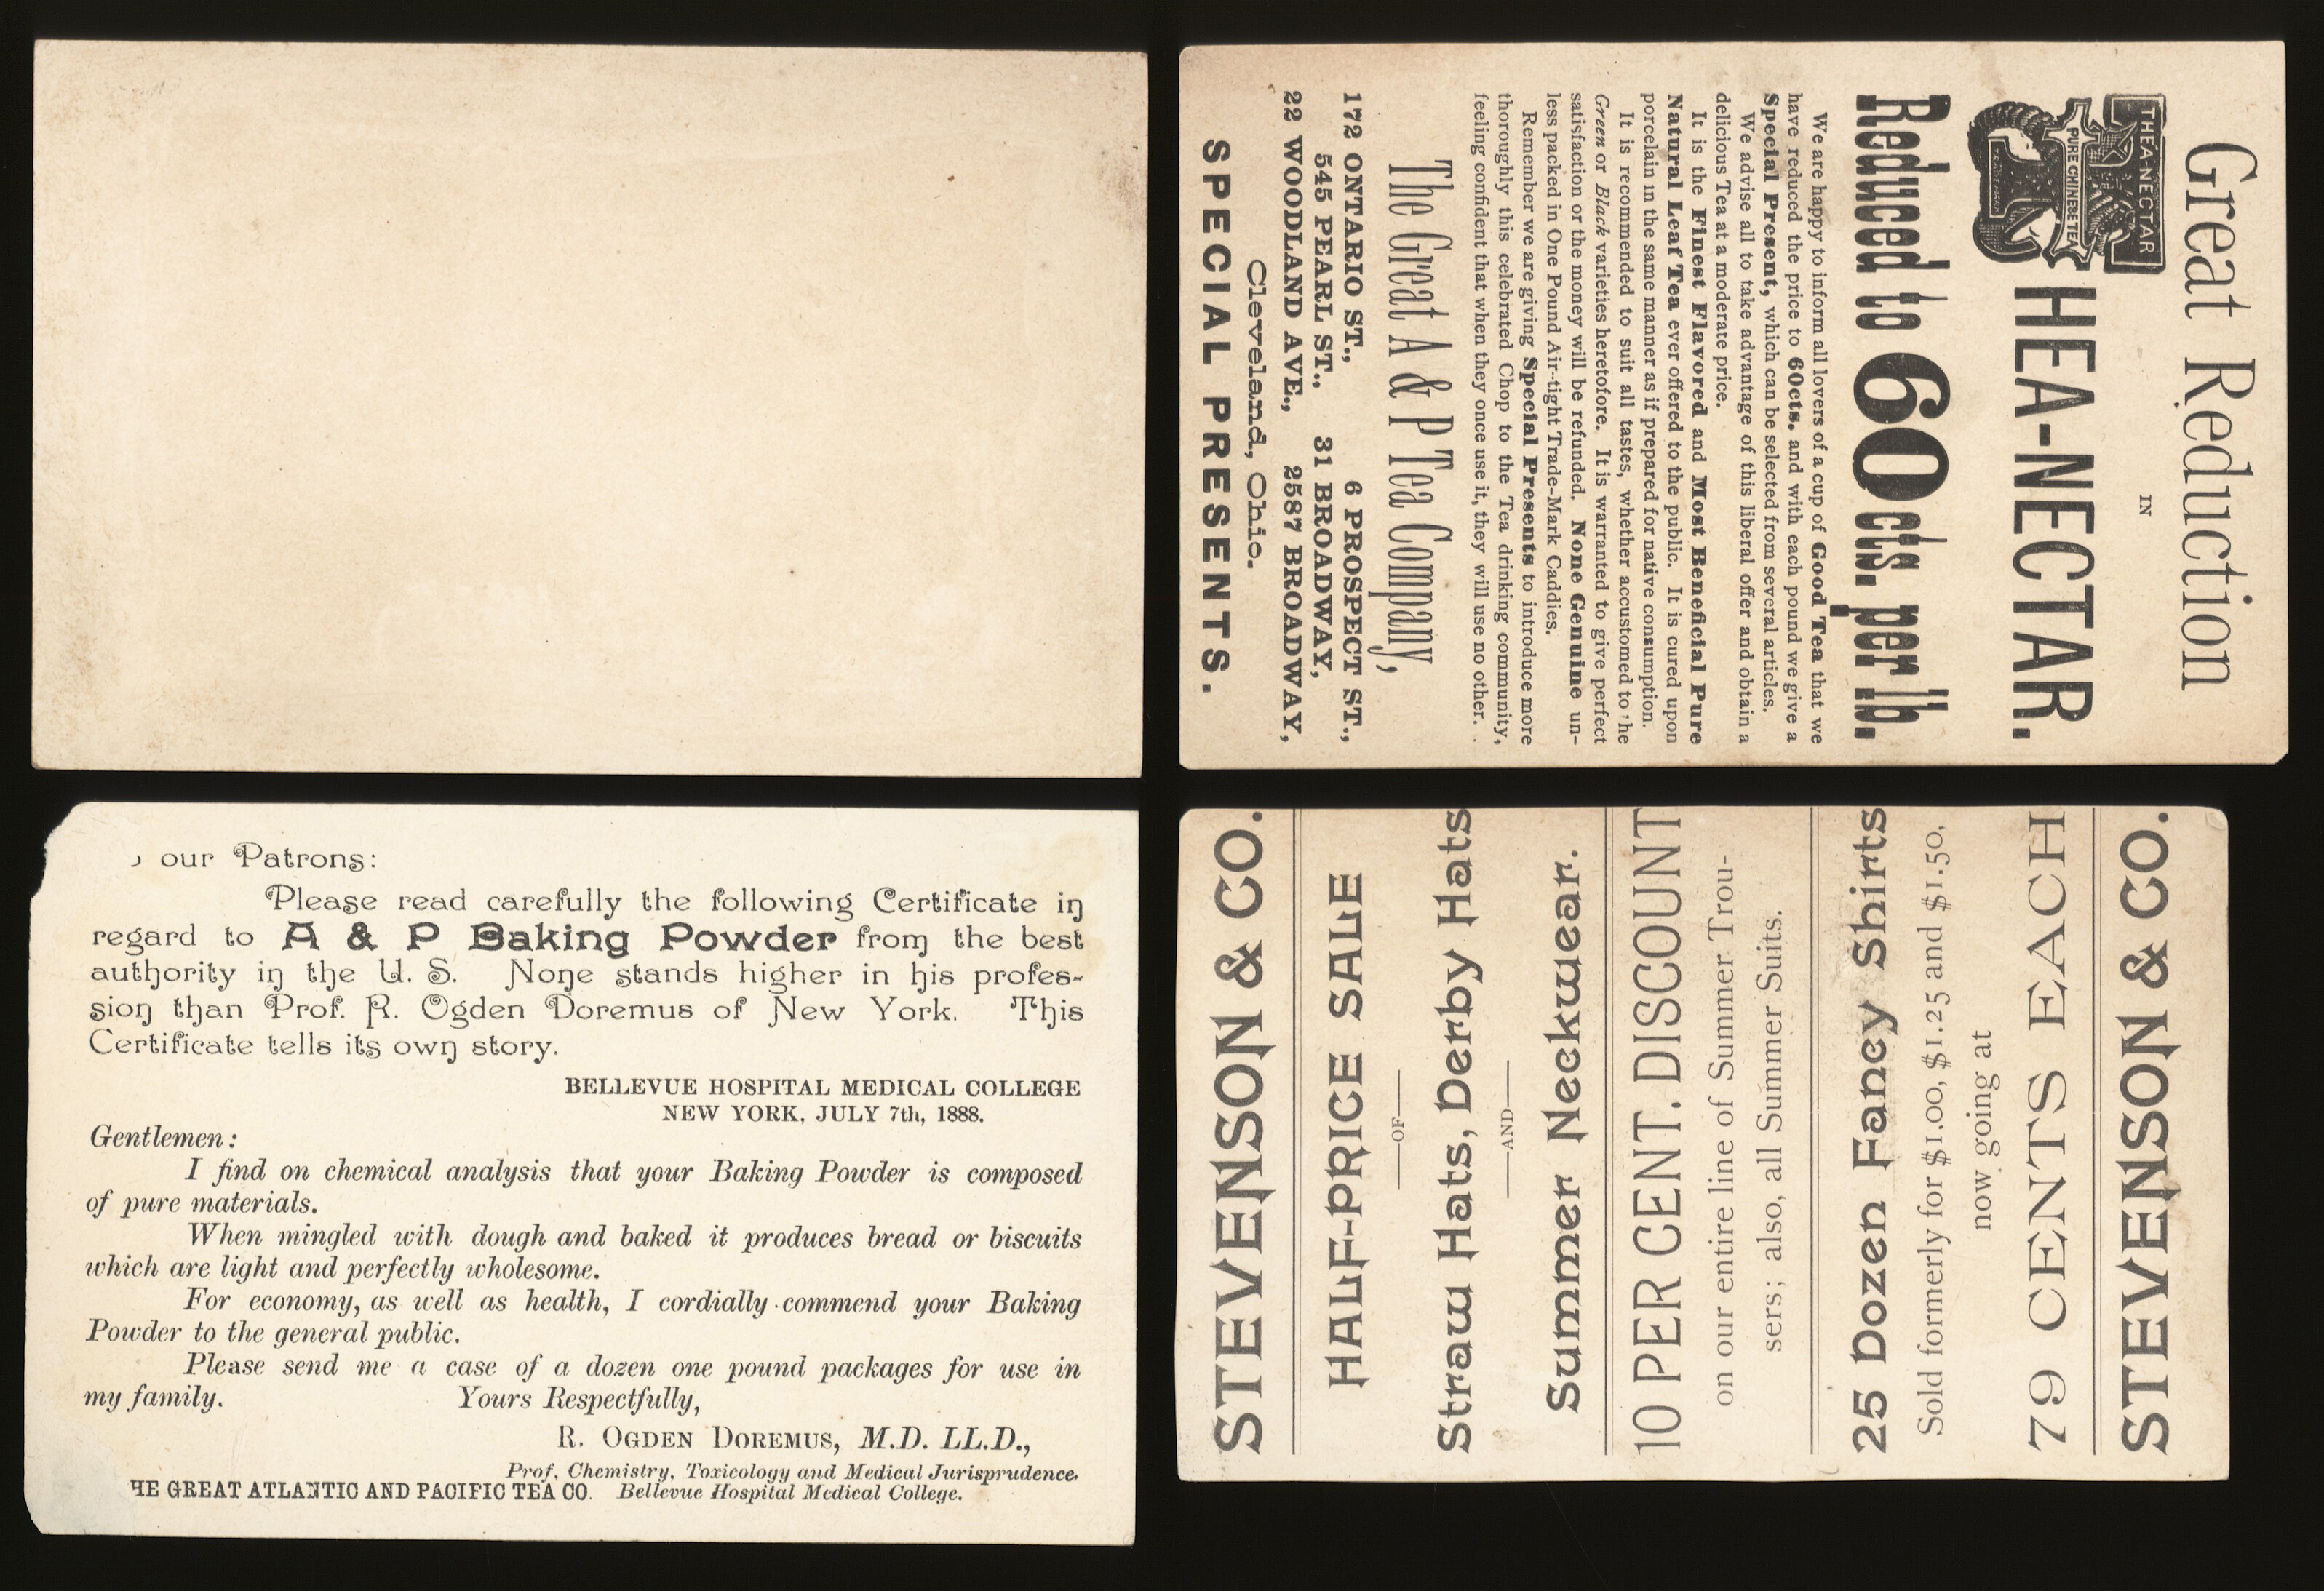 Great Reduction
IN
THEA-NECTAR
PURE CHINESE TEA
TRADE MARK
THEA-NECTAR.
Reduced to 60 cts. per lb.
We are happy to inform all lovers of a cup of Good Tea that we
have reduced the price to 60cts. and with each pound we give a
Special Present, which can be selected from several articles.
We advise all to take advantage of this liberal offer and obtain a
delicious Tea at a moderate price.
It is the Finest Flavored and Most Beneficial Pure
Natural Leaf Tea ever offered to the public. It is cured upon
porcelain in the same manner as if prepared for native consumption.
It is recommended to suit all tastes, whether accustomed to the
Green or Black varieties heretofore. It is warranted to give perfect
satisfaction or the money will be refunded. None Genuine un-
less packed in One Pound Air-tight Trade-Mark Caddies.
Remember we are giving Special Presents to introduce more
thoroughly this celebrated Chop to the Tea drinking community,
feeling confident that when they once use it, they will use no other.
The Great A & P Tea Company,
172 ONTARIO ST., 6 PROSPECT ST.,
545 PEARL ST., 31 BROADWAY,
22 WOODLAND AVE., 2587 BROADWAY,
Cleveland, Ohio.
SPECIAL PRESENTS.
our Patrons:
Please read carefully the following Certificate in
regard to A & P Baking Powder from the best
authority in the U. S. None stands higher in his profes-
sion than Prof. R. Ogden Doremus of New York. This
Certificate tells its own story.
BELLEVUE HOSPITAL MEDICAL COLLEGE
NEW YORK, JULY 7th, 1888.
Gentlemen:
I find on chemical analysis that your Baking Powder is composed
of pure materials.
When mingled with dough and baked it produces bread or biscuits
which are light and perfectly wholesome.
For economy, as well as health, I cordially commend your Baking
Powder to the general public.
Please send me a case of a dozen one pound packages for use in
my family. Yours Respectfully,
R. OGDEN DOREMUS, M.D. LL.D.,
Prof, Chemistry, Toxicology and Medical Jurisprudence,
HE GREAT ATLANTIC AND PACIFIC TEA CO. Bellevue Hospital Medical College.
STEVENSON & CO.
HALF-PRICE SALE
—OF—
Straw Hats, Derby Hats
—AND—
Summer Neckwear.
10 PER CENT. DISCOUNT
on our entire line of Summer Trou-
sers; also, all Summer Suits.
25 Dozen Fancy Shirts
Sold formerly for $1.00, $1.25 and $1.50,
now going at
79 CENTS EACH
STEVENSON & CO.